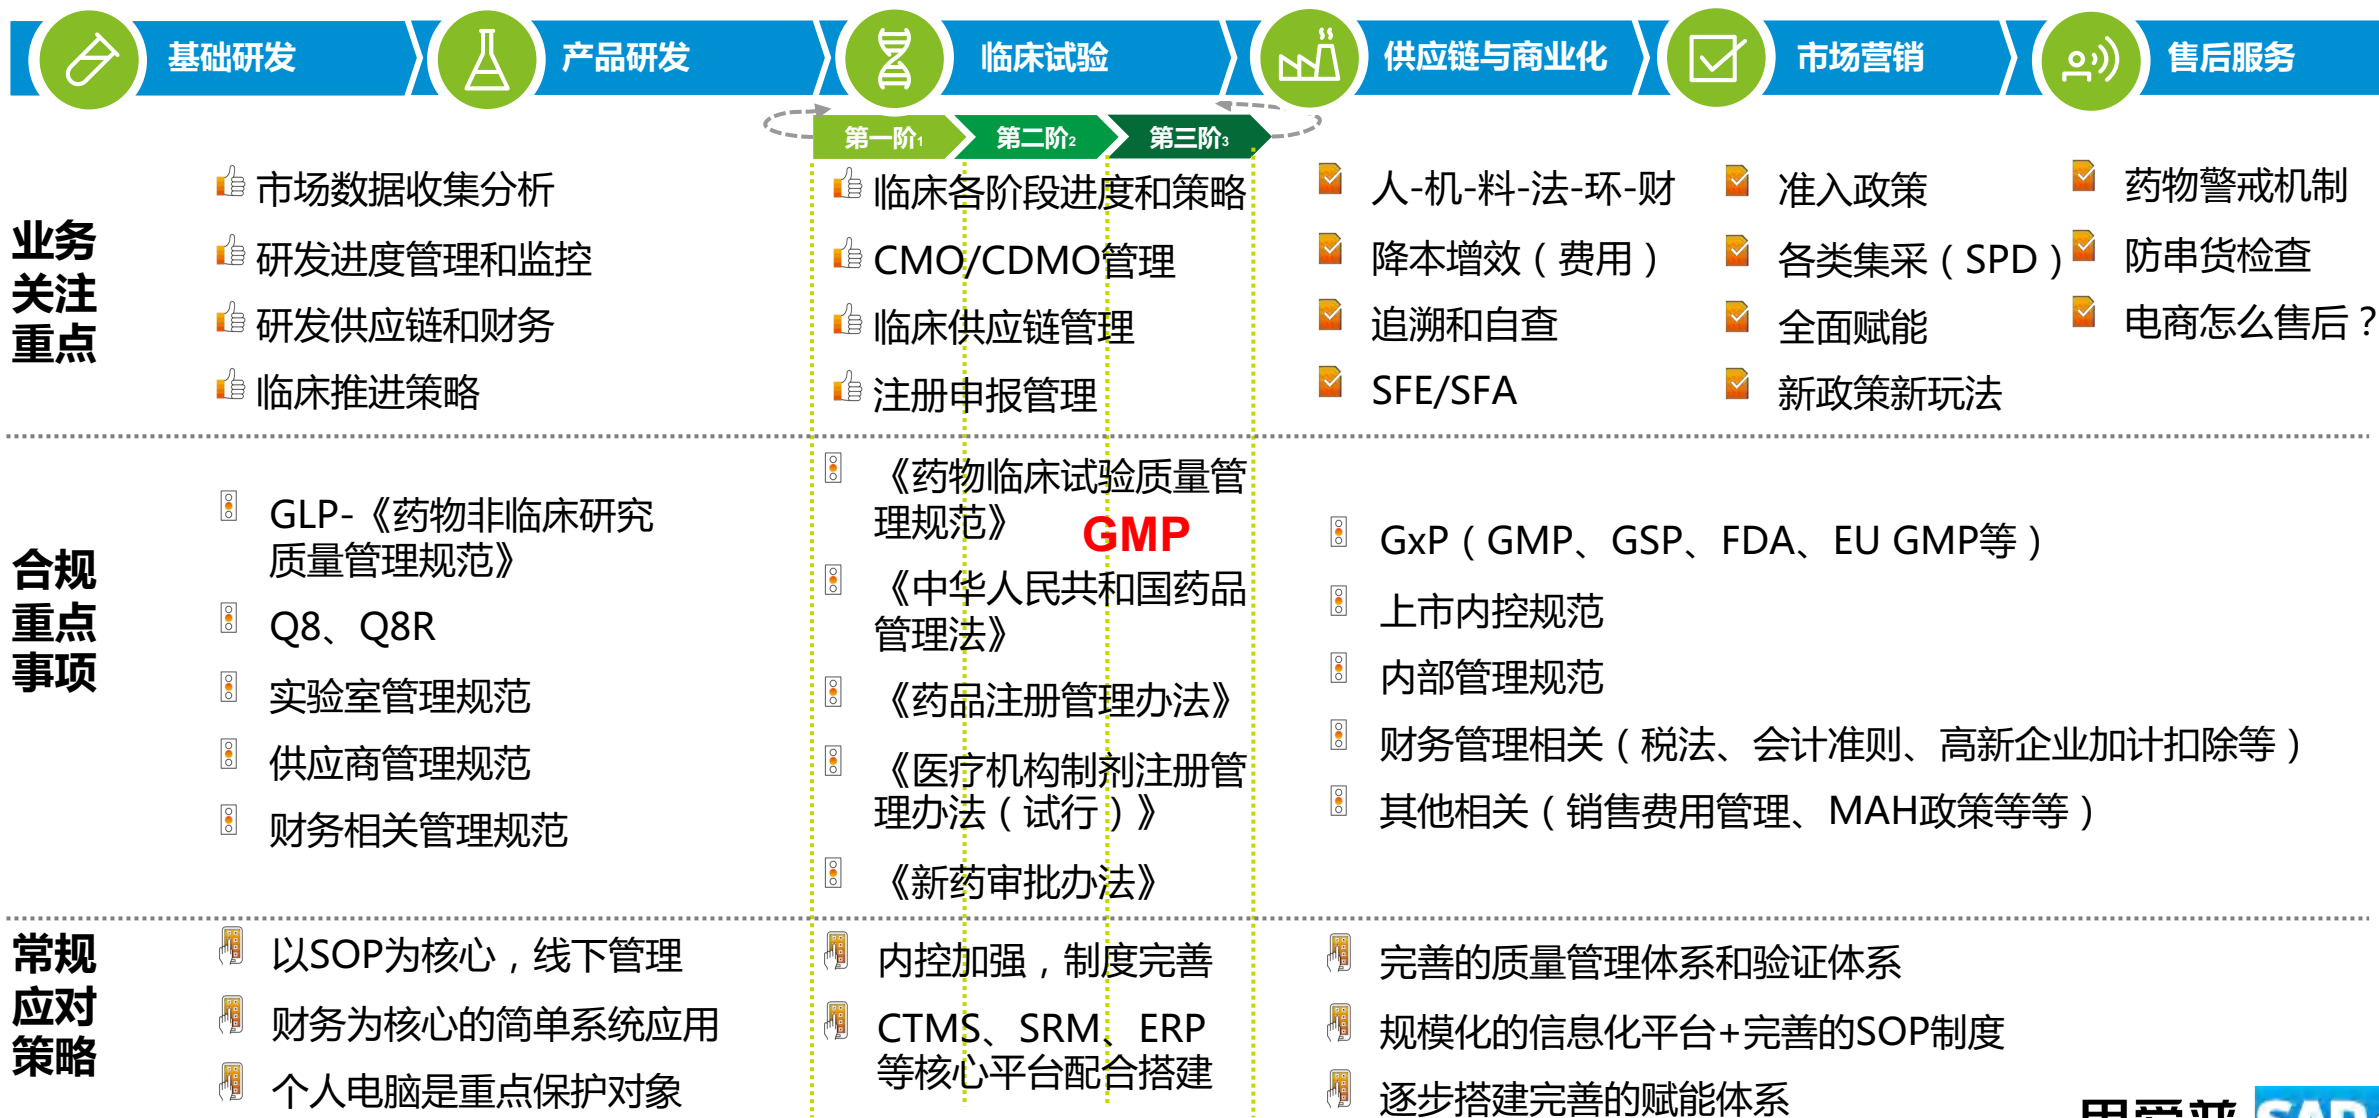 基础研发
产品研发
临床试验
供应链与商业化
市场营销
售后服务
第一阶1
第二阶2
第三阶3
业务
关注
重点
市场数据收集分析
研发进度管理和监控
研发供应链和财务
临床推进策略
临床各阶段进度和策略
CMO/CDMO管理
临床供应链管理
注册申报管理
人-机-料-法-环-财
降本增效（费用）
追溯和自查
SFE/SFA
准入政策
各类集采（SPD）
全面赋能
新政策新玩法
药物警戒机制
防串货检查
电商怎么售后？
合规
重点
事项
GLP-《药物非临床研究
质量管理规范》
Q8、Q8R
实验室管理规范
供应商管理规范
财务相关管理规范
《药物临床试验质量管
理规范》
GMP
《中华人民共和国药品
管理法》
《药品注册管理办法》
《医疗机构制剂注册管
理办法（试行）》
《新药审批办法》
GxP（GMP、GSP、FDA、EU GMP等）
上市内控规范
内部管理规范
财务管理相关（税法、会计准则、高新企业加计扣除等）
其他相关（销售费用管理、MAH政策等等）
常规
应对
策略
以SOP为核心，线下管理
财务为核心的简单系统应用
个人电脑是重点保护对象
内控加强，制度完善
CTMS、SRM、ERP
等核心平台配合搭建
完善的质量管理体系和验证体系
规模化的信息化平台+完善的SOP制度
逐步搭建完善的赋能体系
思爱普 SAP